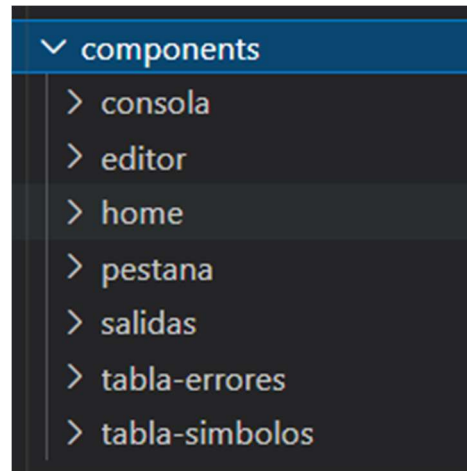 components
consola
editor
home
pestana
salidas
tabla-errores
tabla-simbolos